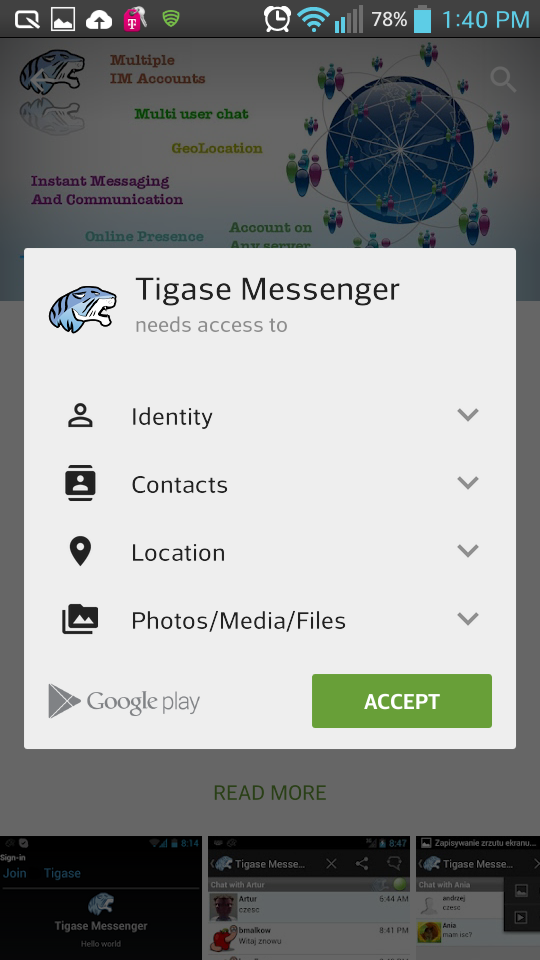 78% 1:40 PM
Multiple
IM Accounts
Multi user chat
GeoLocation
Instant Messaging
And Communication
Online Presence
Account on
Any server
Tigase Messenger
needs access to
Identity
Contacts
Location
Photos/Media/Files
Google play
ACCEPT
READ MORE
8:14
Sign-in
Join Tigase
Tigase Messenger
Hello world
8:47
Tigase Messe...
Chat with Artur
Artur 6:44 AM
czesc
bmalkow 8:41 PM
Witaj znowu
Zapisywanie zrzutu ekranu...
Tigase Messe...
Chat with Ania
andrzej
czesc
Ania
mam isc?